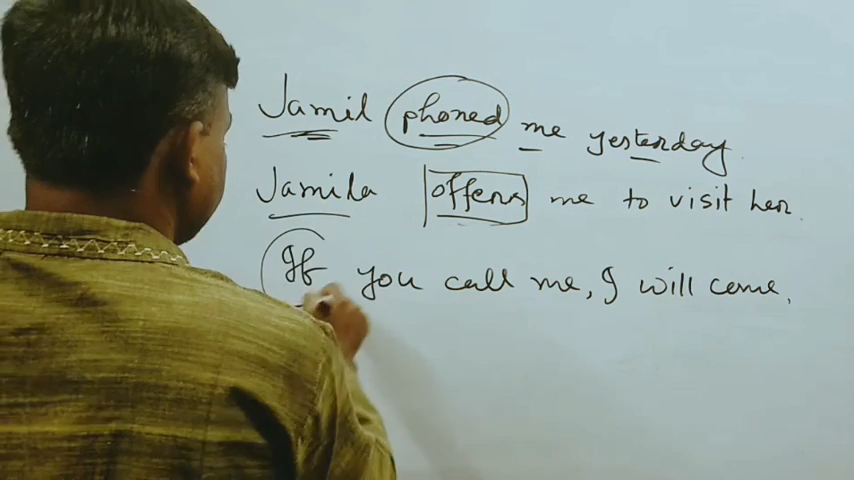 Jamil phoned me yesterday.
Jamila offers me to visit her.
If you call me, I will come.